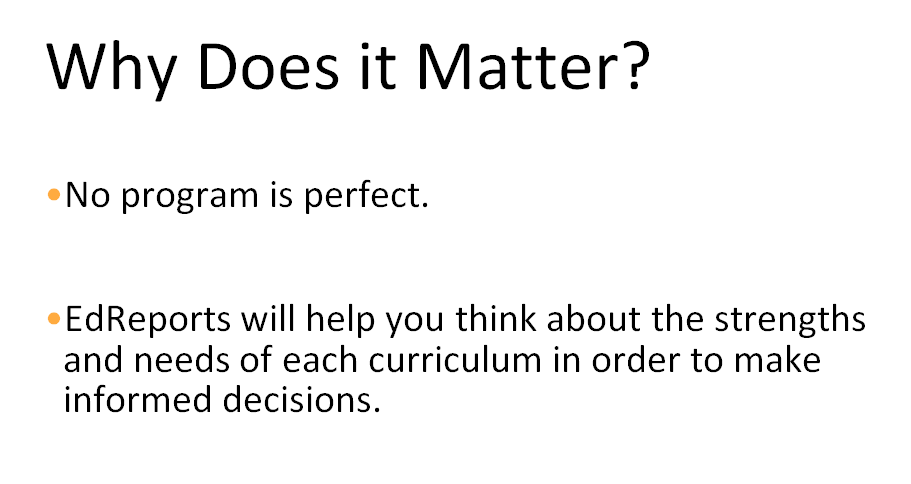 Why Does it Matter?
•No program is perfect.
•EdReports will help you think about the strengths
and needs of each curriculum in order to make
informed decisions.